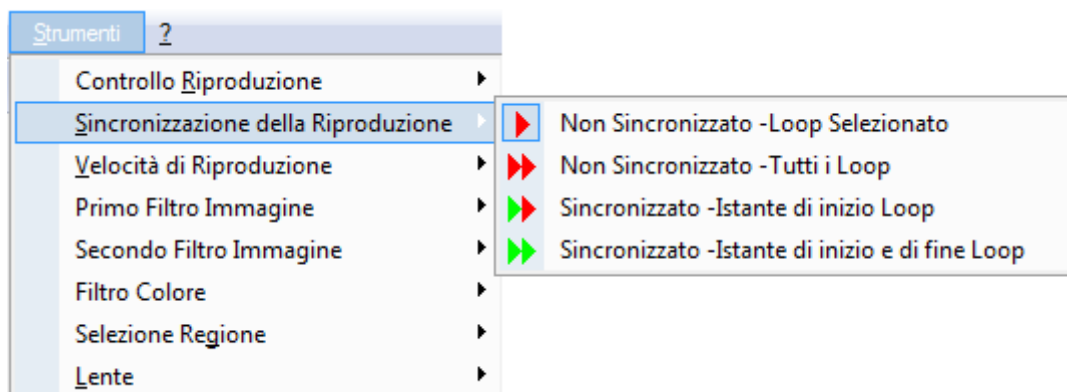 Strumenti ?
Controllo Riproduzione
Sincronizzazione della Riproduzione
Non Sincronizzato -Loop Selezionato
Velocità di Riproduzione
Non Sincronizzato -Tutti i Loop
Primo Filtro Immagine
Sincronizzato -Istante di inizio Loop
Secondo Filtro Immagine
Sincronizzato -Istante di inizio e di fine Loop
Filtro Colore
Selezione Regione
Lente